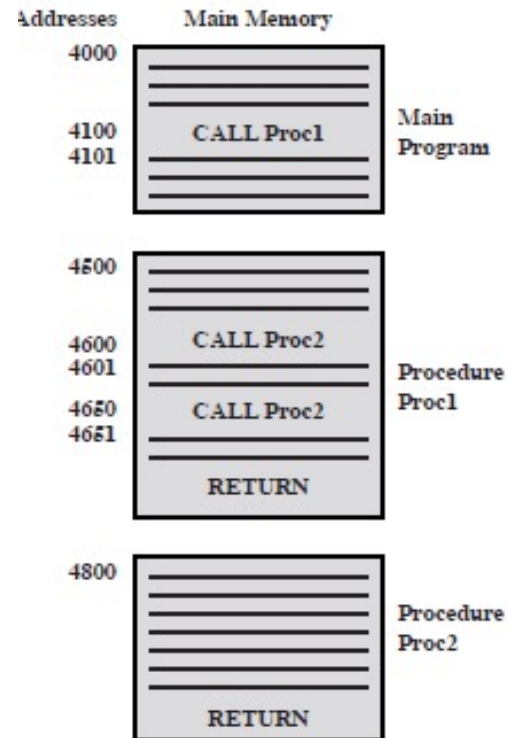 Addresses Main Memory
4000
4100 CALL Proc1
4101
Main
Program
4500
4600 CALL Proc2
4601
4650 CALL Proc2
4651
RETURN
Procedure
Proc1
4800
Procedure
Proc2
RETURN